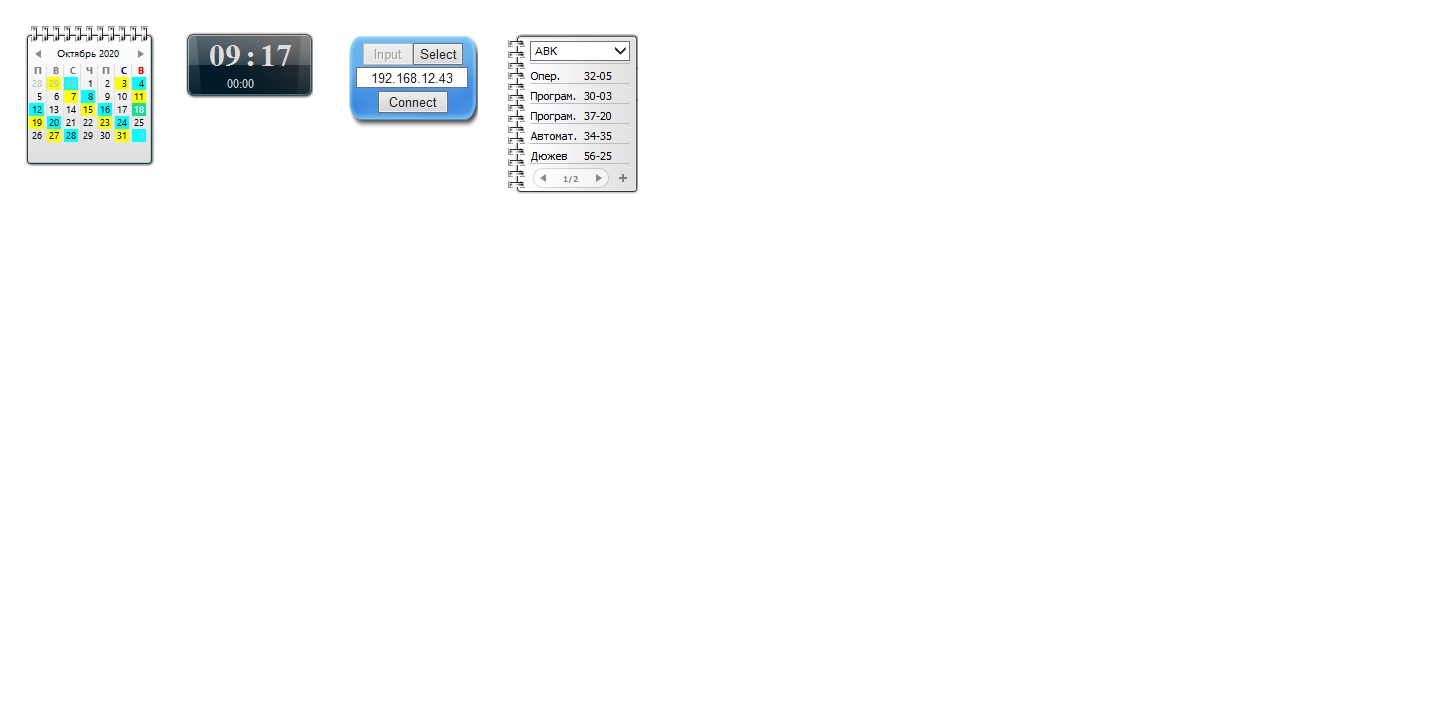 Октябрь 2020
П В С Ч П С В
28 29 1 2 3 4
5 6 7 8 9 10 11
12 13 14 15 16 17 18
19 20 21 22 23 24 25
26 27 28 29 30 31
09:17
00:00
Input Select
192.168.12.43
Connect
АВК
Опер. 32-05
Програм. 30-03
Програм. 37-20
Автомат. 34-35
Дюжев 56-25
1/2 +